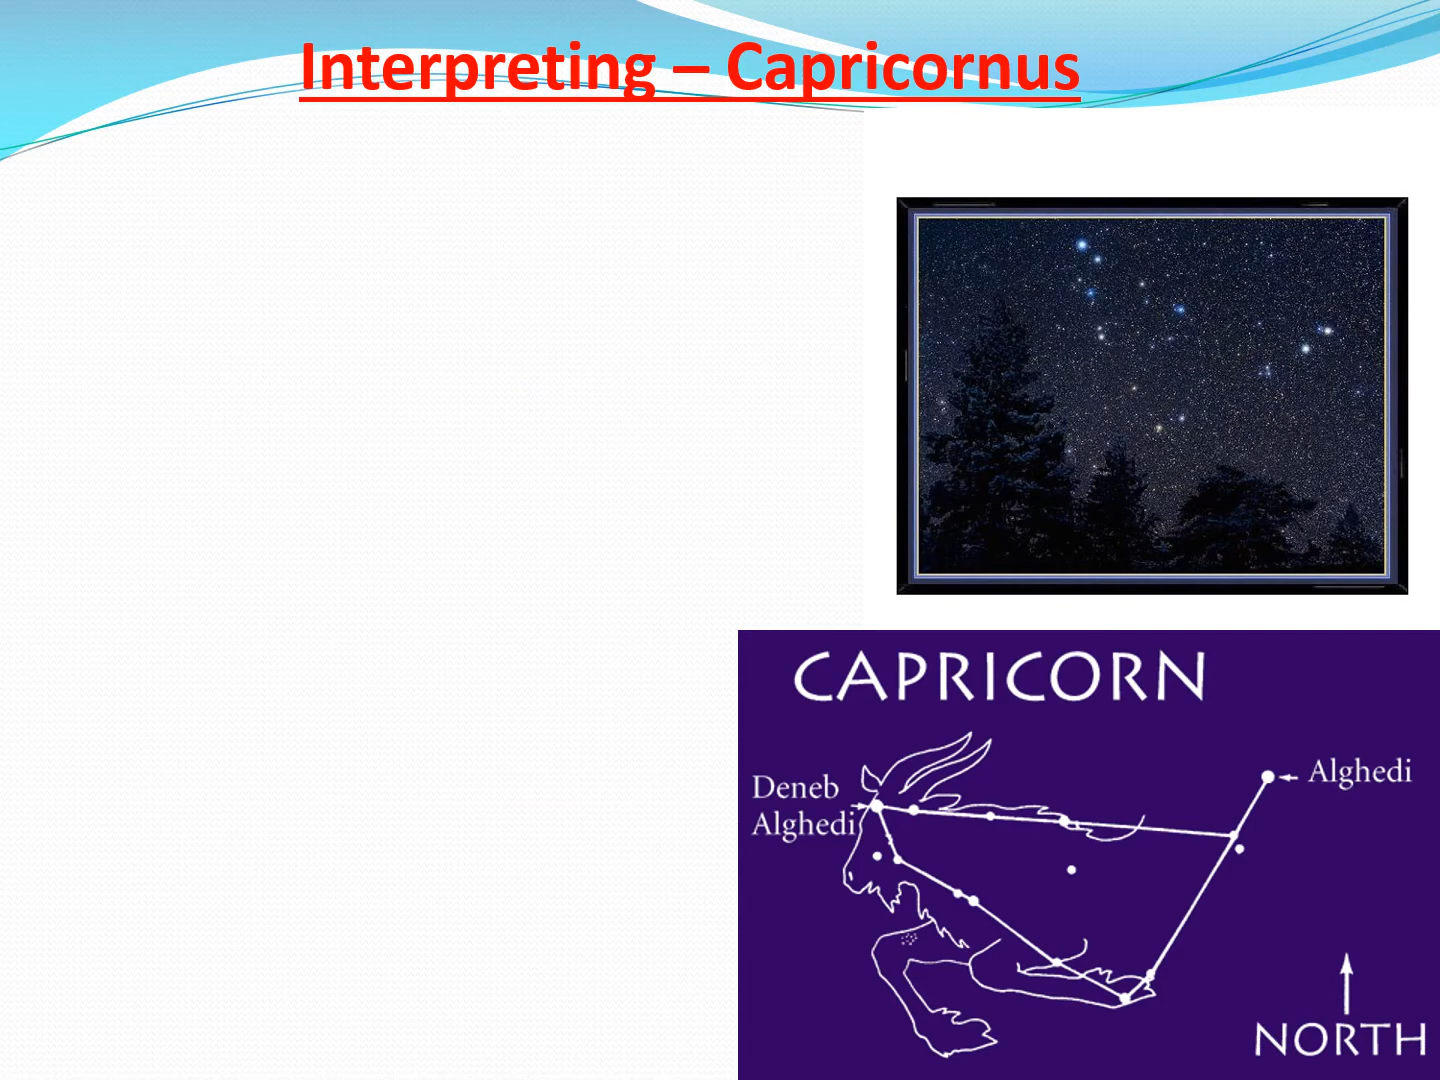 Interpreting – Capricornus
CAPRICORN
Deneb
Alghedi
Alghedi
NORTH